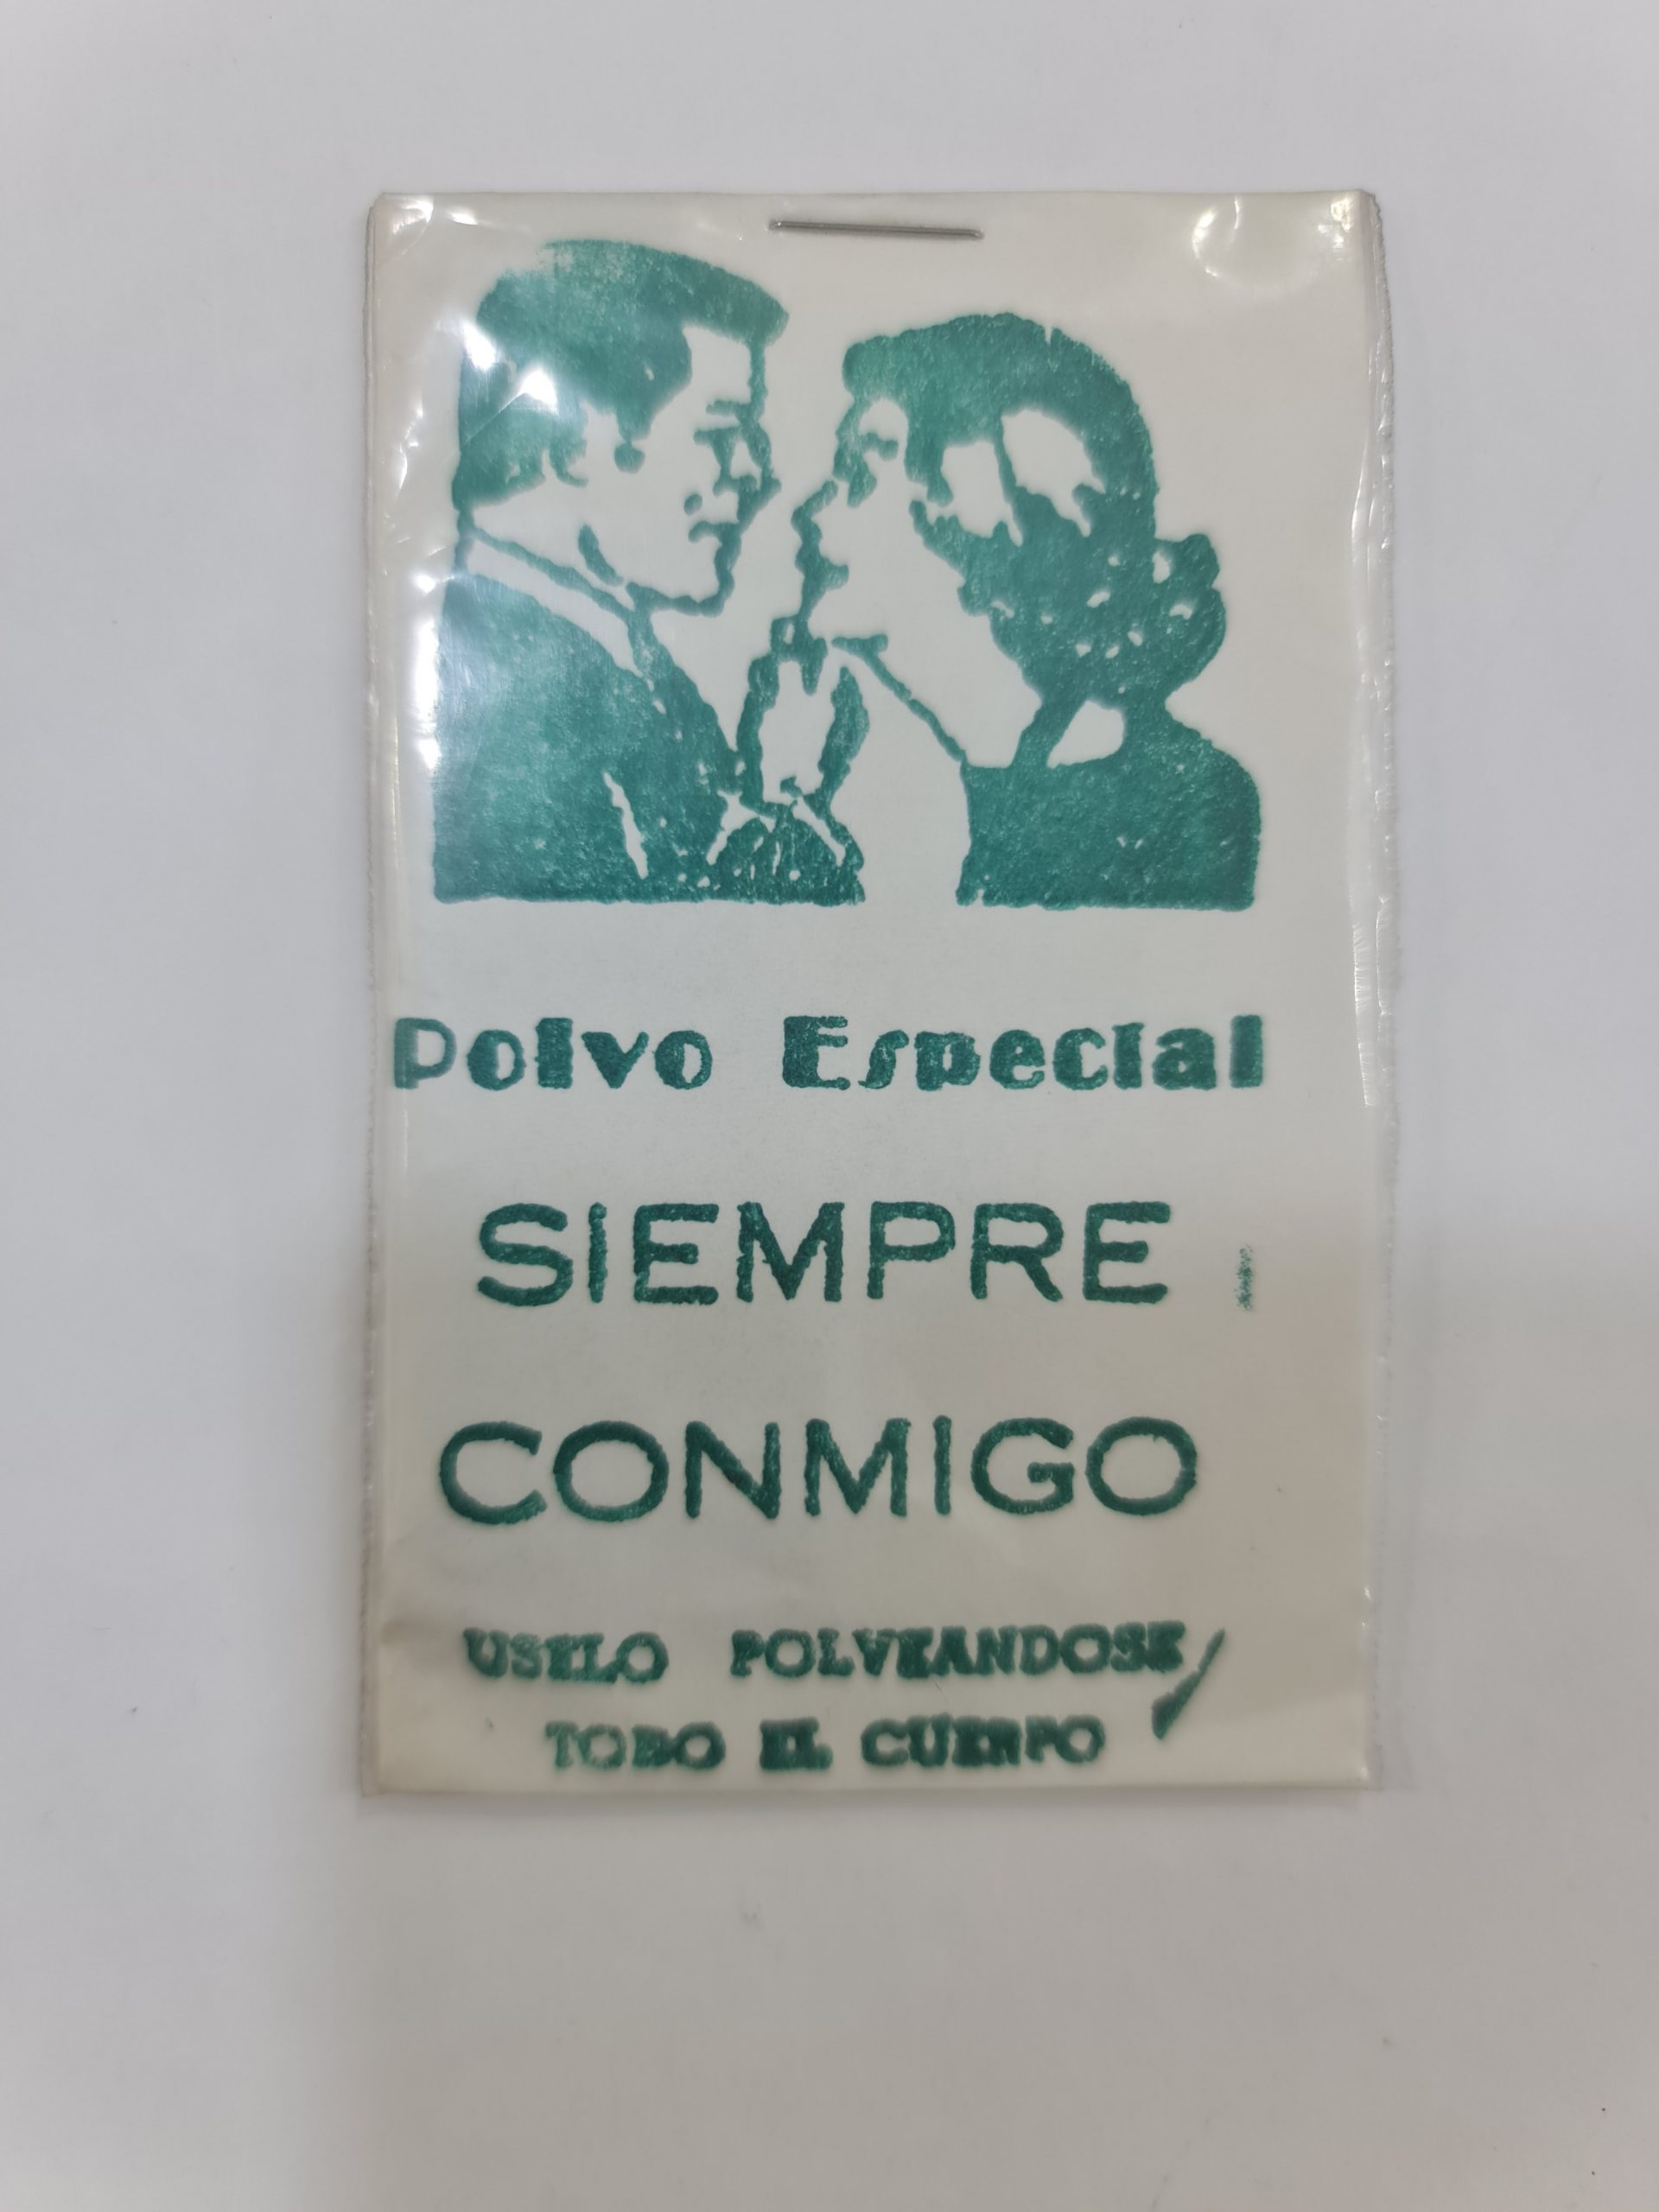 Polvo Especial
SIEMPRE
CONMIGO
USELO POLVEANDOSE
TODO EL CUERPO